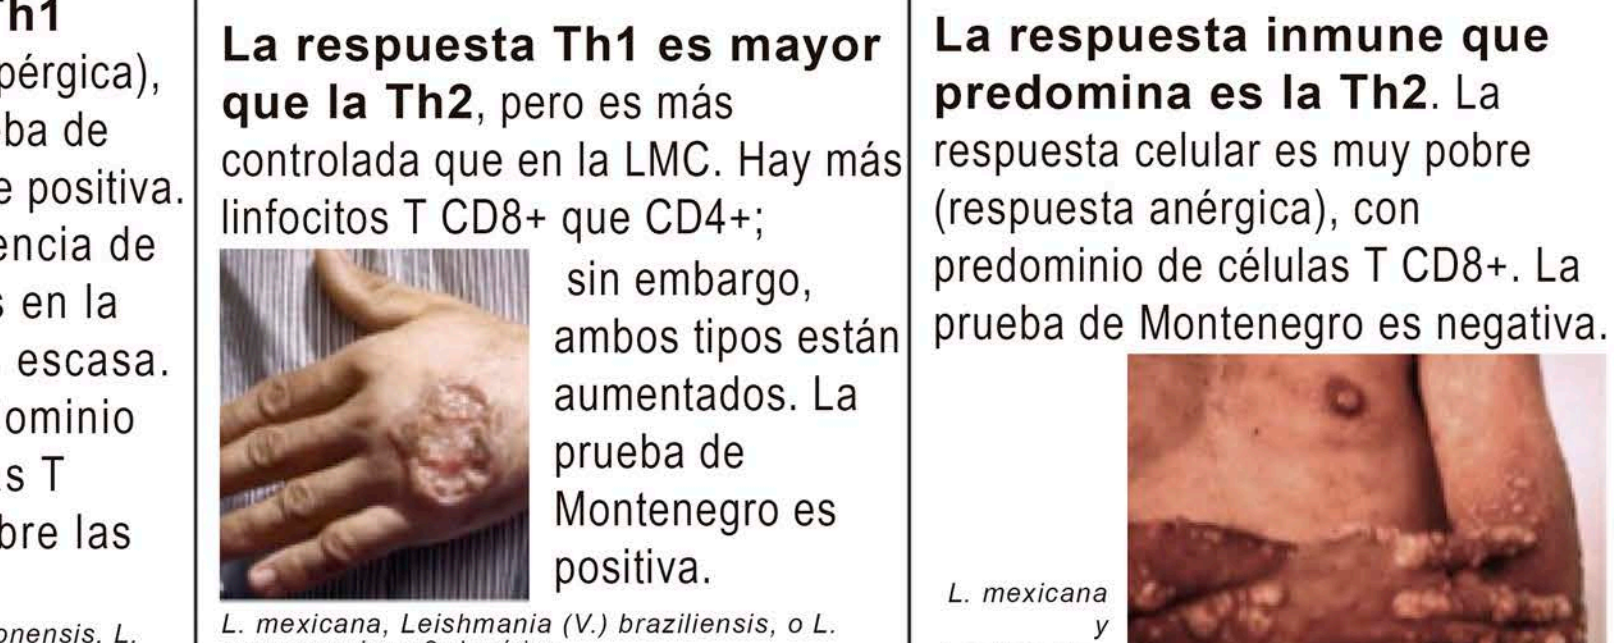 Th1
pérgica),
ba de
e positiva.
encia de
s en la
escasa.
ominio
s T
bre las
onensis, L.
La respuesta Th1 es mayor
que la Th2, pero es más
controlada que en la LMC. Hay más
linfocitos T CD8+ que CD4+;
sin embargo,
ambos tipos están
aumentados. La
prueba de
Montenegro es
positiva.
L. mexicana, Leishmania (V.) braziliensis, o L.
La respuesta inmune que
predomina es la Th2. La
respuesta celular es muy pobre
(respuesta anérgica), con
predominio de células T CD8+. La
prueba de Montenegro es negativa.
L. mexicana
y